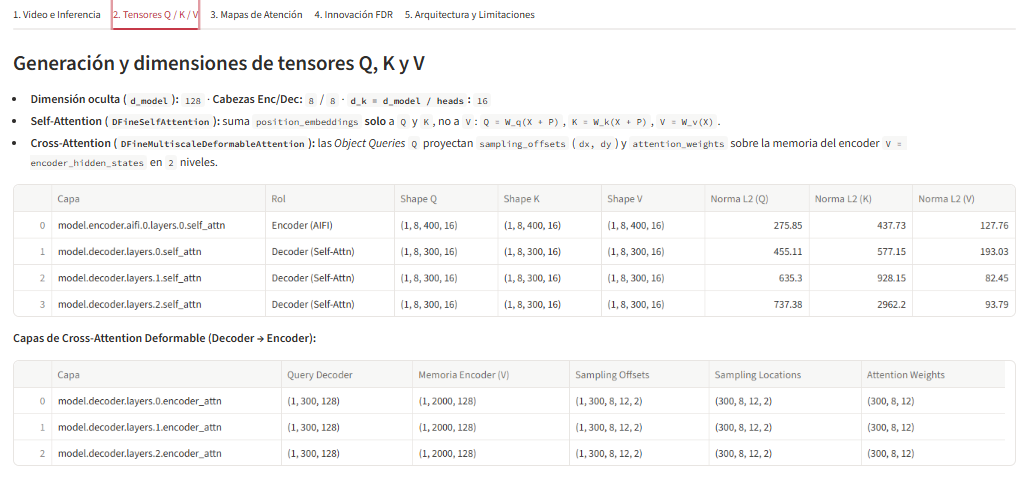 1. Video e Inferencia 2. Tensores Q / K / V 3. Mapas de Atención 4. Innovación FDR 5. Arquitectura y Limitaciones
Generación y dimensiones de tensores Q, K y V
• Dimensión oculta ( d_model ): 128 · Cabezas Enc/Dec: 8 / 8 · d_k = d_model / heads : 16
• Self-Attention ( DFineSelfAttention ): suma position_embeddings solo a Q y K , no a V : Q = W_q(X + P) , K = W_k(X + P) , V = W_v(X) .
• Cross-Attention ( DFineMultiscaleDeformableAttention ): las Object Queries Q proyectan sampling_offsets ( dx, dy ) y attention_weights sobre la memoria del encoder V =
encoder_hidden_states en 2 niveles.
Capa Rol Shape Q Shape K Shape V Norma L2 (Q) Norma L2 (K) Norma L2 (V)
0 model.encoder.aifi.0.layers.0.self_attn Encoder (AIFI) (1, 8, 400, 16) (1, 8, 400, 16) (1, 8, 400, 16) 275.85 437.73 127.76
1 model.decoder.layers.0.self_attn Decoder (Self-Attn) (1, 8, 300, 16) (1, 8, 300, 16) (1, 8, 300, 16) 455.11 577.15 193.03
2 model.decoder.layers.1.self_attn Decoder (Self-Attn) (1, 8, 300, 16) (1, 8, 300, 16) (1, 8, 300, 16) 635.3 928.15 82.45
3 model.decoder.layers.2.self_attn Decoder (Self-Attn) (1, 8, 300, 16) (1, 8, 300, 16) (1, 8, 300, 16) 737.38 2962.2 93.79
Capas de Cross-Attention Deformable (Decoder → Encoder):
Capa Query Decoder Memoria Encoder (V) Sampling Offsets Sampling Locations Attention Weights
0 model.decoder.layers.0.encoder_attn (1, 300, 128) (1, 2000, 128) (1, 300, 8, 12, 2) (300, 8, 12, 2) (300, 8, 12)
1 model.decoder.layers.1.encoder_attn (1, 300, 128) (1, 2000, 128) (1, 300, 8, 12, 2) (300, 8, 12, 2) (300, 8, 12)
2 model.decoder.layers.2.encoder_attn (1, 300, 128) (1, 2000, 128) (1, 300, 8, 12, 2) (300, 8, 12, 2) (300, 8, 12)